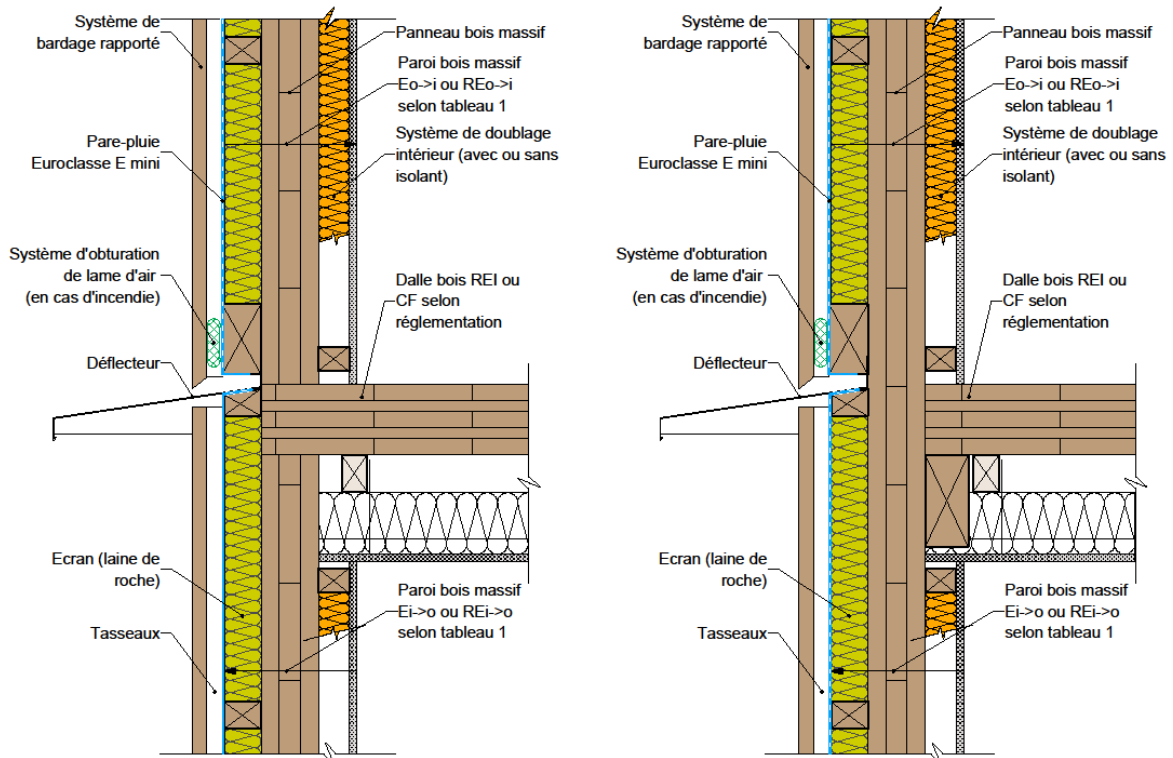 Système de
bardage rapporté
Pare-pluie
Euroclasse E mini
Système d'obturation
de lame d'air
(en cas d'incendie)
Déflecteur
Ecran (laine de
roche)
Tasseaux
Panneau bois massif
Paroi bois massif
Eo->i ou REo->i
selon tableau 1
Système de doublage
intérieur (avec ou sans
isolant)
Dalle bois REI ou
CF selon
réglementation
Paroi bois massif
Ei->o ou REi->o
selon tableau 1
Système de
bardage rapporté
Pare-pluie
Euroclasse E mini
Système d'obturation
de lame d'air
(en cas d'incendie)
Déflecteur
Ecran (laine de
roche)
Tasseaux
Panneau bois massif
Paroi bois massif
Eo->i ou REo->i
selon tableau 1
Système de doublage
intérieur (avec ou sans
isolant)
Dalle bois REI ou
CF selon
réglementation
Paroi bois massif
Ei->o ou REi->o
selon tableau 1